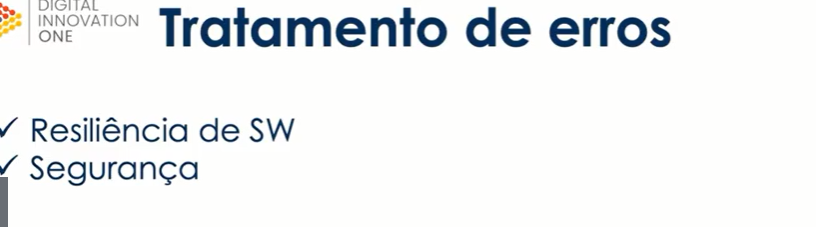 DIGITAL
INNOVATION
ONE
Tratamento de erros
✓ Resiliência de SW
✓ Segurança